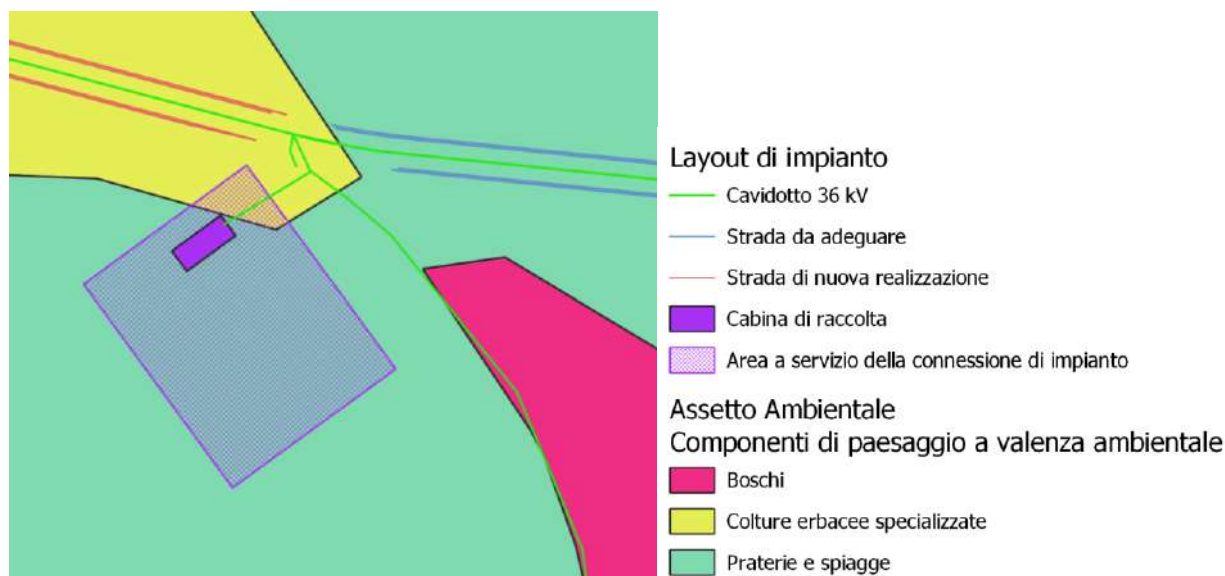 Layout di impianto
Cavidotto 36 kV
Strada da adeguare
Strada di nuova realizzazione
Cabina di raccolta
Area a servizio della connessione di impianto
Assetto Ambientale
Componenti di paesaggio a valenza ambientale
Boschi
Colture erbacee specializzate
Praterie e spiagge